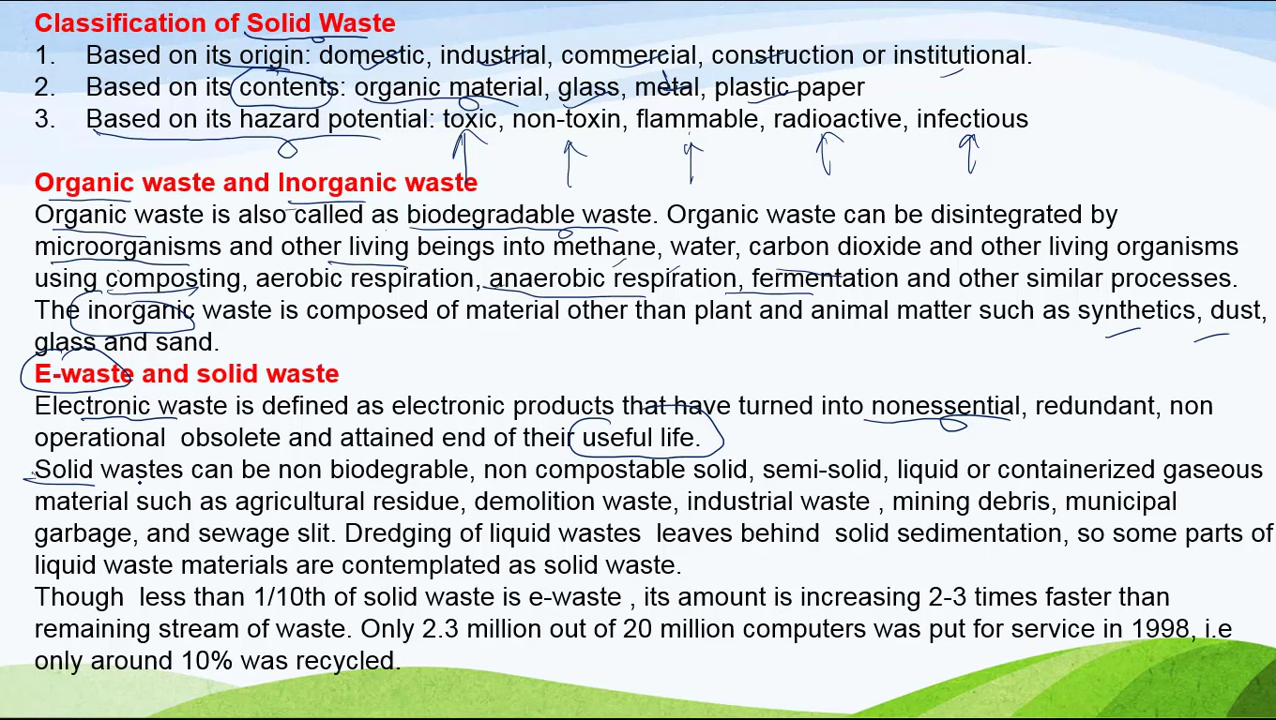 Classification of Solid Waste
1. Based on its origin: domestic, industrial, commercial, construction or institutional.
2. Based on its contents: organic material, glass, metal, plastic paper
3. Based on its hazard potential: toxic, non-toxin, flammable, radioactive, infectious
Organic waste and Inorganic waste
Organic waste is also called as biodegradable waste. Organic waste can be disintegrated by
microorganisms and other living beings into methane, water, carbon dioxide and other living organisms
using composting, aerobic respiration, anaerobic respiration, fermentation and other similar processes.
The inorganic waste is composed of material other than plant and animal matter such as synthetics, dust,
glass and sand.
E-waste and solid waste
Electronic waste is defined as electronic products that have turned into nonessential, redundant, non
operational obsolete and attained end of their useful life.
Solid wastes can be non biodegrable, non compostable solid, semi-solid, liquid or containerized gaseous
material such as agricultural residue, demolition waste, industrial waste , mining debris, municipal
garbage, and sewage slit. Dredging of liquid wastes leaves behind solid sedimentation, so some parts of
liquid waste materials are contemplated as solid waste.
Though less than 1/10th of solid waste is e-waste , its amount is increasing 2-3 times faster than
remaining stream of waste. Only 2.3 million out of 20 million computers was put for service in 1998, i.e
only around 10% was recycled.